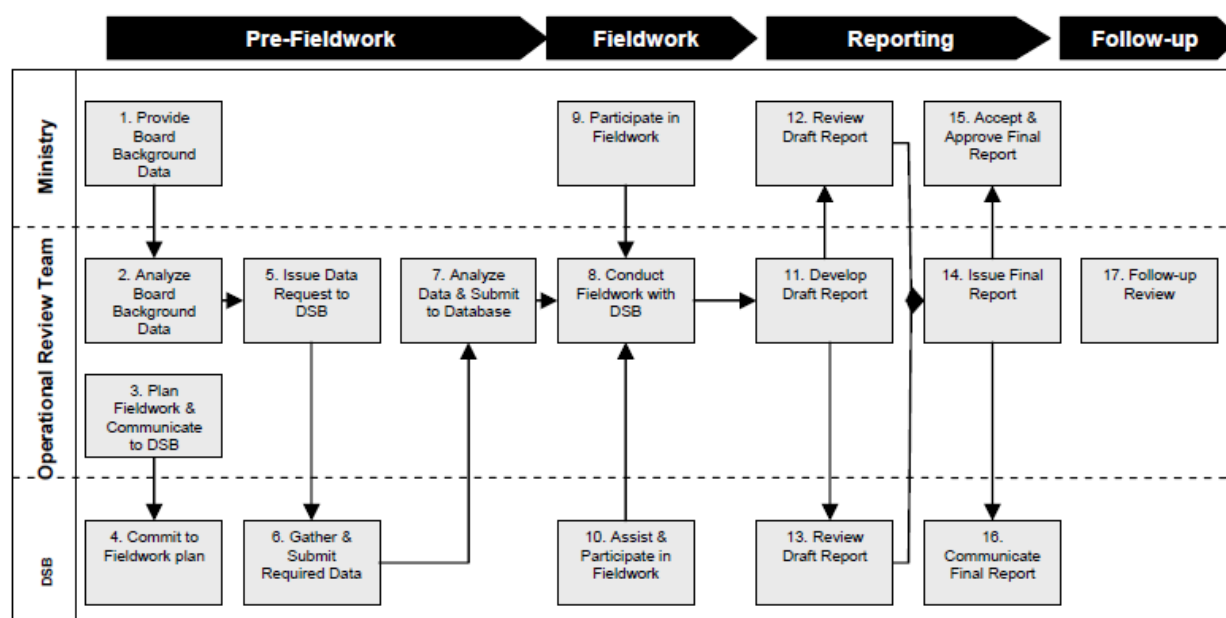 Pre-Fieldwork
Fieldwork
Reporting
Follow-up
Ministry
1. Provide
Board
Background
Data
9. Participate in
Fieldwork
12. Review
Draft Report
15. Accept &
Approve Final
Report
Operational Review Team
2. Analyze
Board
Background
Data
5. Issue Data
Request to
DSB
7. Analyze
Data & Submit
to Database
8. Conduct
Fieldwork with
DSB
11. Develop
Draft Report
14. Issue Final
Report
17. Follow-up
Review
3. Plan
Fieldwork &
Communicate
to DSB
DSB
4. Commit to
Fieldwork plan
6. Gather &
Submit
Required Data
10. Assist &
Participate in
Fieldwork
13. Review
Draft Report
16.
Communicate
Final Report